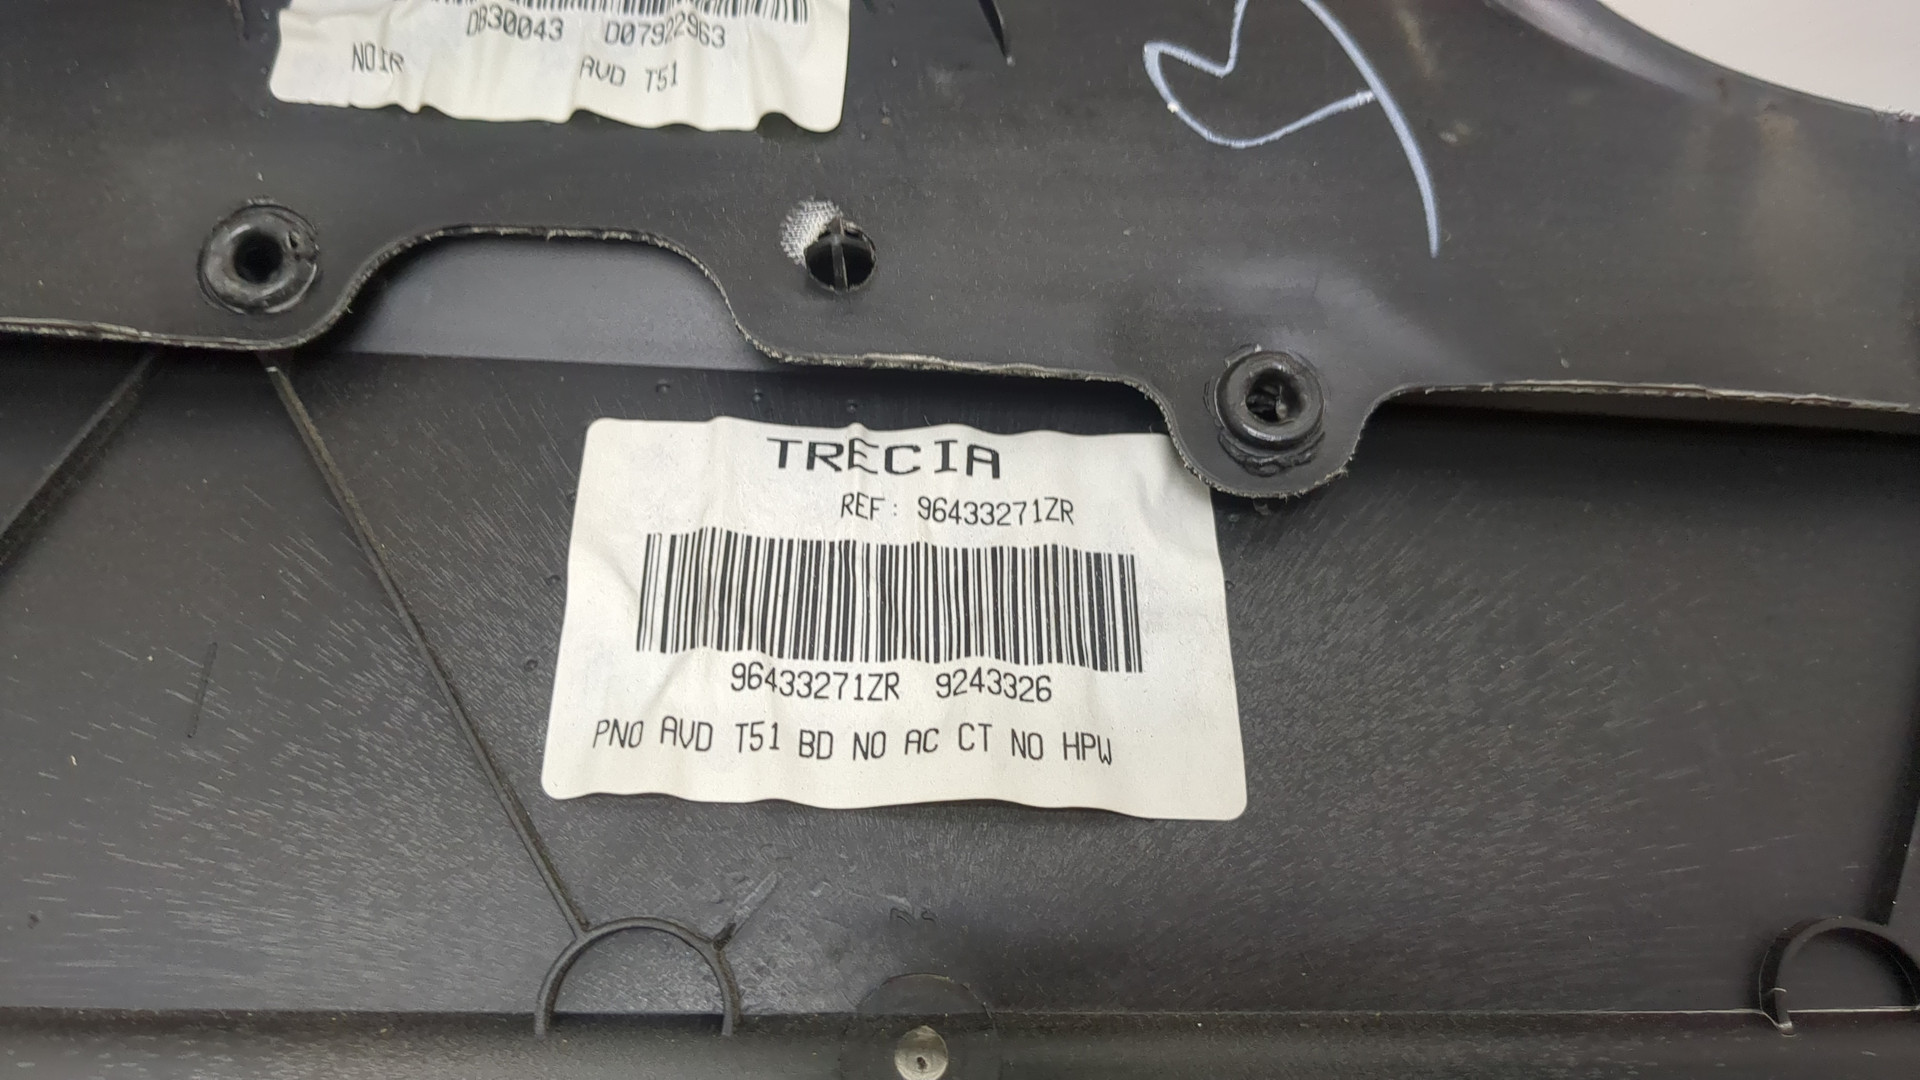 DB30043 D07922963
NOIR AVD T51
TRECIA
REF: 96433271ZR
96433271ZR 9243326
PNO AVD T51 BD NO AC CT NO HPW